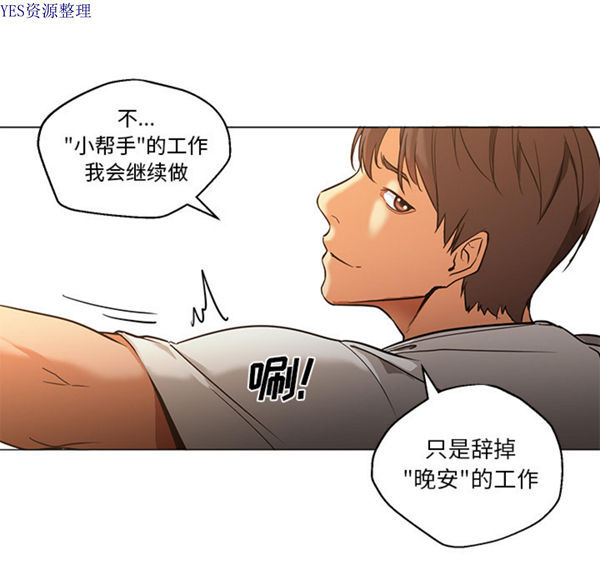 YES资源整理
不...
"小帮手"的工作
我会继续做
唰!
只是辞掉
"晚安"的工作